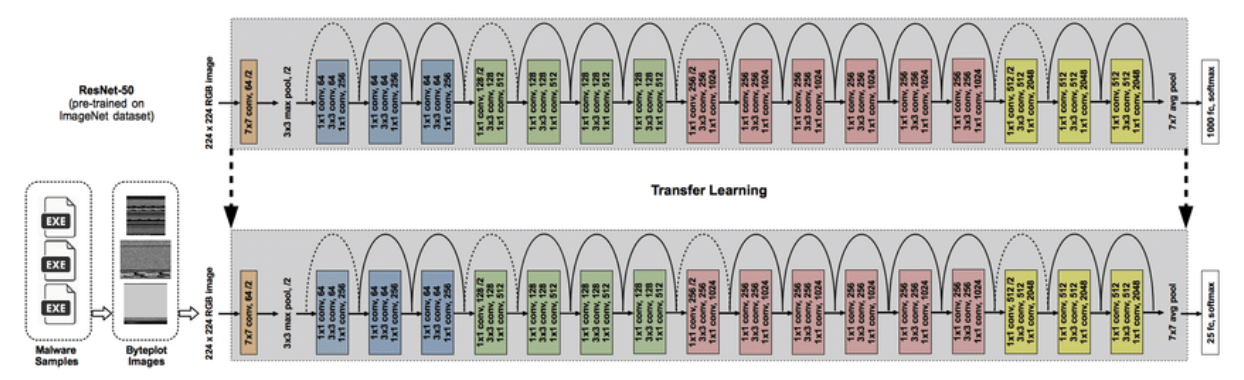 ResNet-50
(pre-trained on
ImageNet dataset)
224 x 224 RGB image
7x7 conv, 64 /2
3x3 max pool, /2
1x1 conv, 64
3x3 conv, 64
1x1 conv, 256
1x1 conv, 64
3x3 conv, 64
1x1 conv, 256
1x1 conv, 64
3x3 conv, 64
1x1 conv, 256
1x1 conv, 128 /2
3x3 conv, 128
1x1 conv, 512
1x1 conv, 128
3x3 conv, 128
1x1 conv, 512
1x1 conv, 128
3x3 conv, 128
1x1 conv, 512
1x1 conv, 128
3x3 conv, 128
1x1 conv, 512
1x1 conv, 256 /2
3x3 conv, 256
1x1 conv, 1024
1x1 conv, 256
3x3 conv, 256
1x1 conv, 1024
1x1 conv, 256
3x3 conv, 256
1x1 conv, 1024
1x1 conv, 256
3x3 conv, 256
1x1 conv, 1024
1x1 conv, 256
3x3 conv, 256
1x1 conv, 1024
1x1 conv, 256
3x3 conv, 256
1x1 conv, 1024
1x1 conv, 512 /2
3x3 conv, 512
1x1 conv, 2048
1x1 conv, 512
3x3 conv, 512
1x1 conv, 2048
1x1 conv, 512
3x3 conv, 512
1x1 conv, 2048
7x7 avg pool
1000 fc, softmax
Transfer Learning
EXE
EXE
EXE
Malware
Samples
Byteplot
Images
224 x 224 RGB image
7x7 conv, 64 /2
3x3 max pool, /2
1x1 conv, 64
3x3 conv, 64
1x1 conv, 256
1x1 conv, 64
3x3 conv, 64
1x1 conv, 256
1x1 conv, 64
3x3 conv, 64
1x1 conv, 256
1x1 conv, 128 /2
3x3 conv, 128
1x1 conv, 512
1x1 conv, 128
3x3 conv, 128
1x1 conv, 512
1x1 conv, 128
3x3 conv, 128
1x1 conv, 512
1x1 conv, 128
3x3 conv, 128
1x1 conv, 512
1x1 conv, 256 /2
3x3 conv, 256
1x1 conv, 1024
1x1 conv, 256
3x3 conv, 256
1x1 conv, 1024
1x1 conv, 256
3x3 conv, 256
1x1 conv, 1024
1x1 conv, 256
3x3 conv, 256
1x1 conv, 1024
1x1 conv, 256
3x3 conv, 256
1x1 conv, 1024
1x1 conv, 256
3x3 conv, 256
1x1 conv, 1024
1x1 conv, 512 /2
3x3 conv, 512
1x1 conv, 2048
1x1 conv, 512
3x3 conv, 512
1x1 conv, 2048
1x1 conv, 512
3x3 conv, 512
1x1 conv, 2048
7x7 avg pool
25 fc, softmax